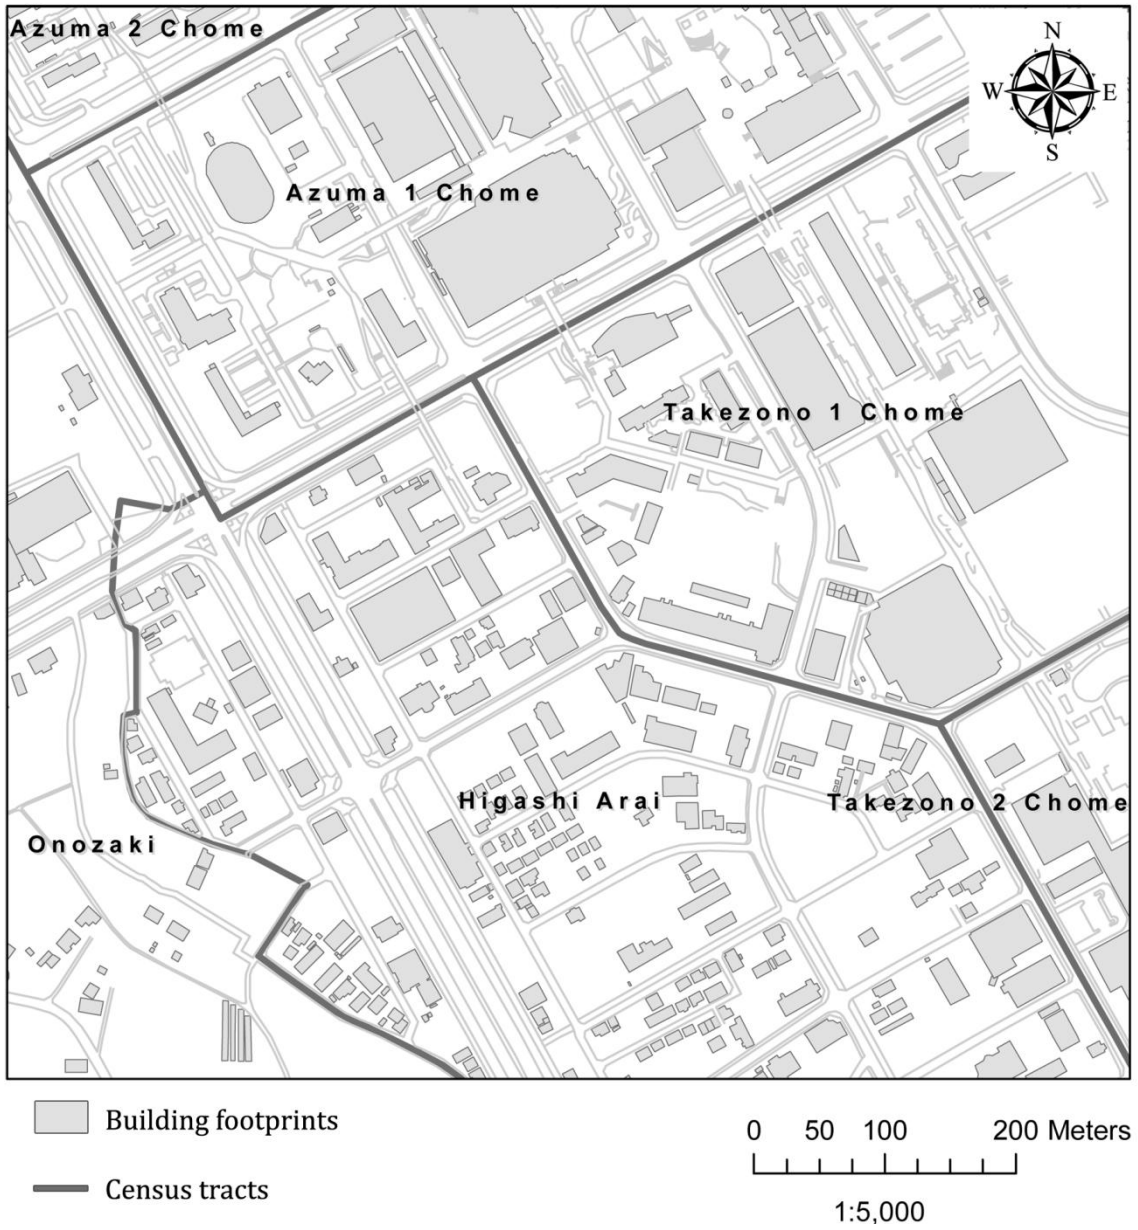 Azuma 2 Chome
N
W E
S
Azuma 1 Chome
Takezono 1 Chome
Higashi Arai
Takezono 2 Chome
Onozaki
Building footprints
Census tracts
0 50 100 200 Meters
1:5,000